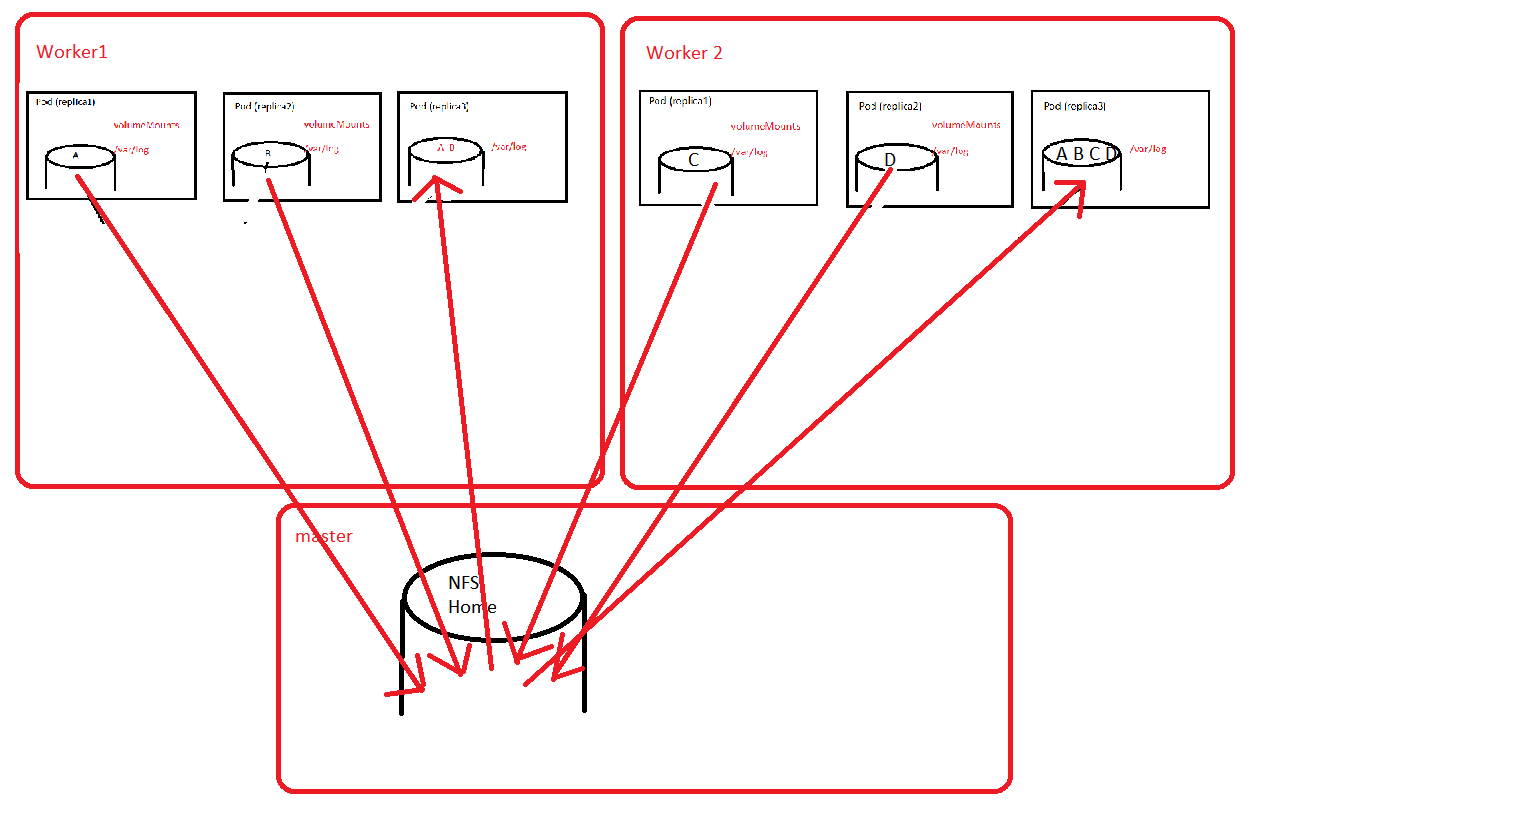 Worker1
Worker 2
Pod (replica1)
volumeMounts
/var/log
A
Pod (replica2)
volumeMounts
/var/log
B
Pod (replica3)
/var/log
A
Pod (replica1)
volumeMounts
/var/log
C
Pod (replica2)
volumeMounts
/var/log
D
Pod (replica3)
/var/log
A B C D
master
NFS
Home